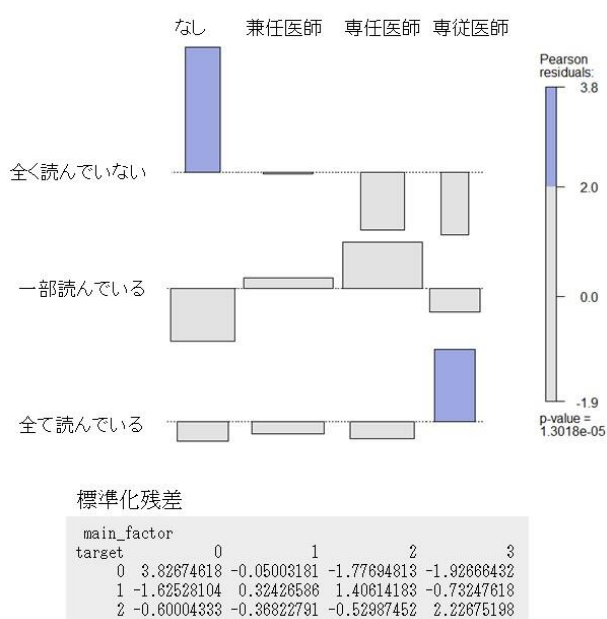 なし 兼任医師 専任医師 専従医師
Pearson
residuals:
3.8
全く読んでいない
2.0
一部読んでいる
0.0
-1.9
全て読んでいる
p-value =
1.3018e-05
標準化残差
main_factor
target 0 1 2 3
0 3.82674618 -0.05003181 -1.77694813 -1.92666432
1 -1.62528104 0.32426586 1.40614183 -0.73247618
2 -0.60004333 -0.36822791 -0.52987452 2.22675198